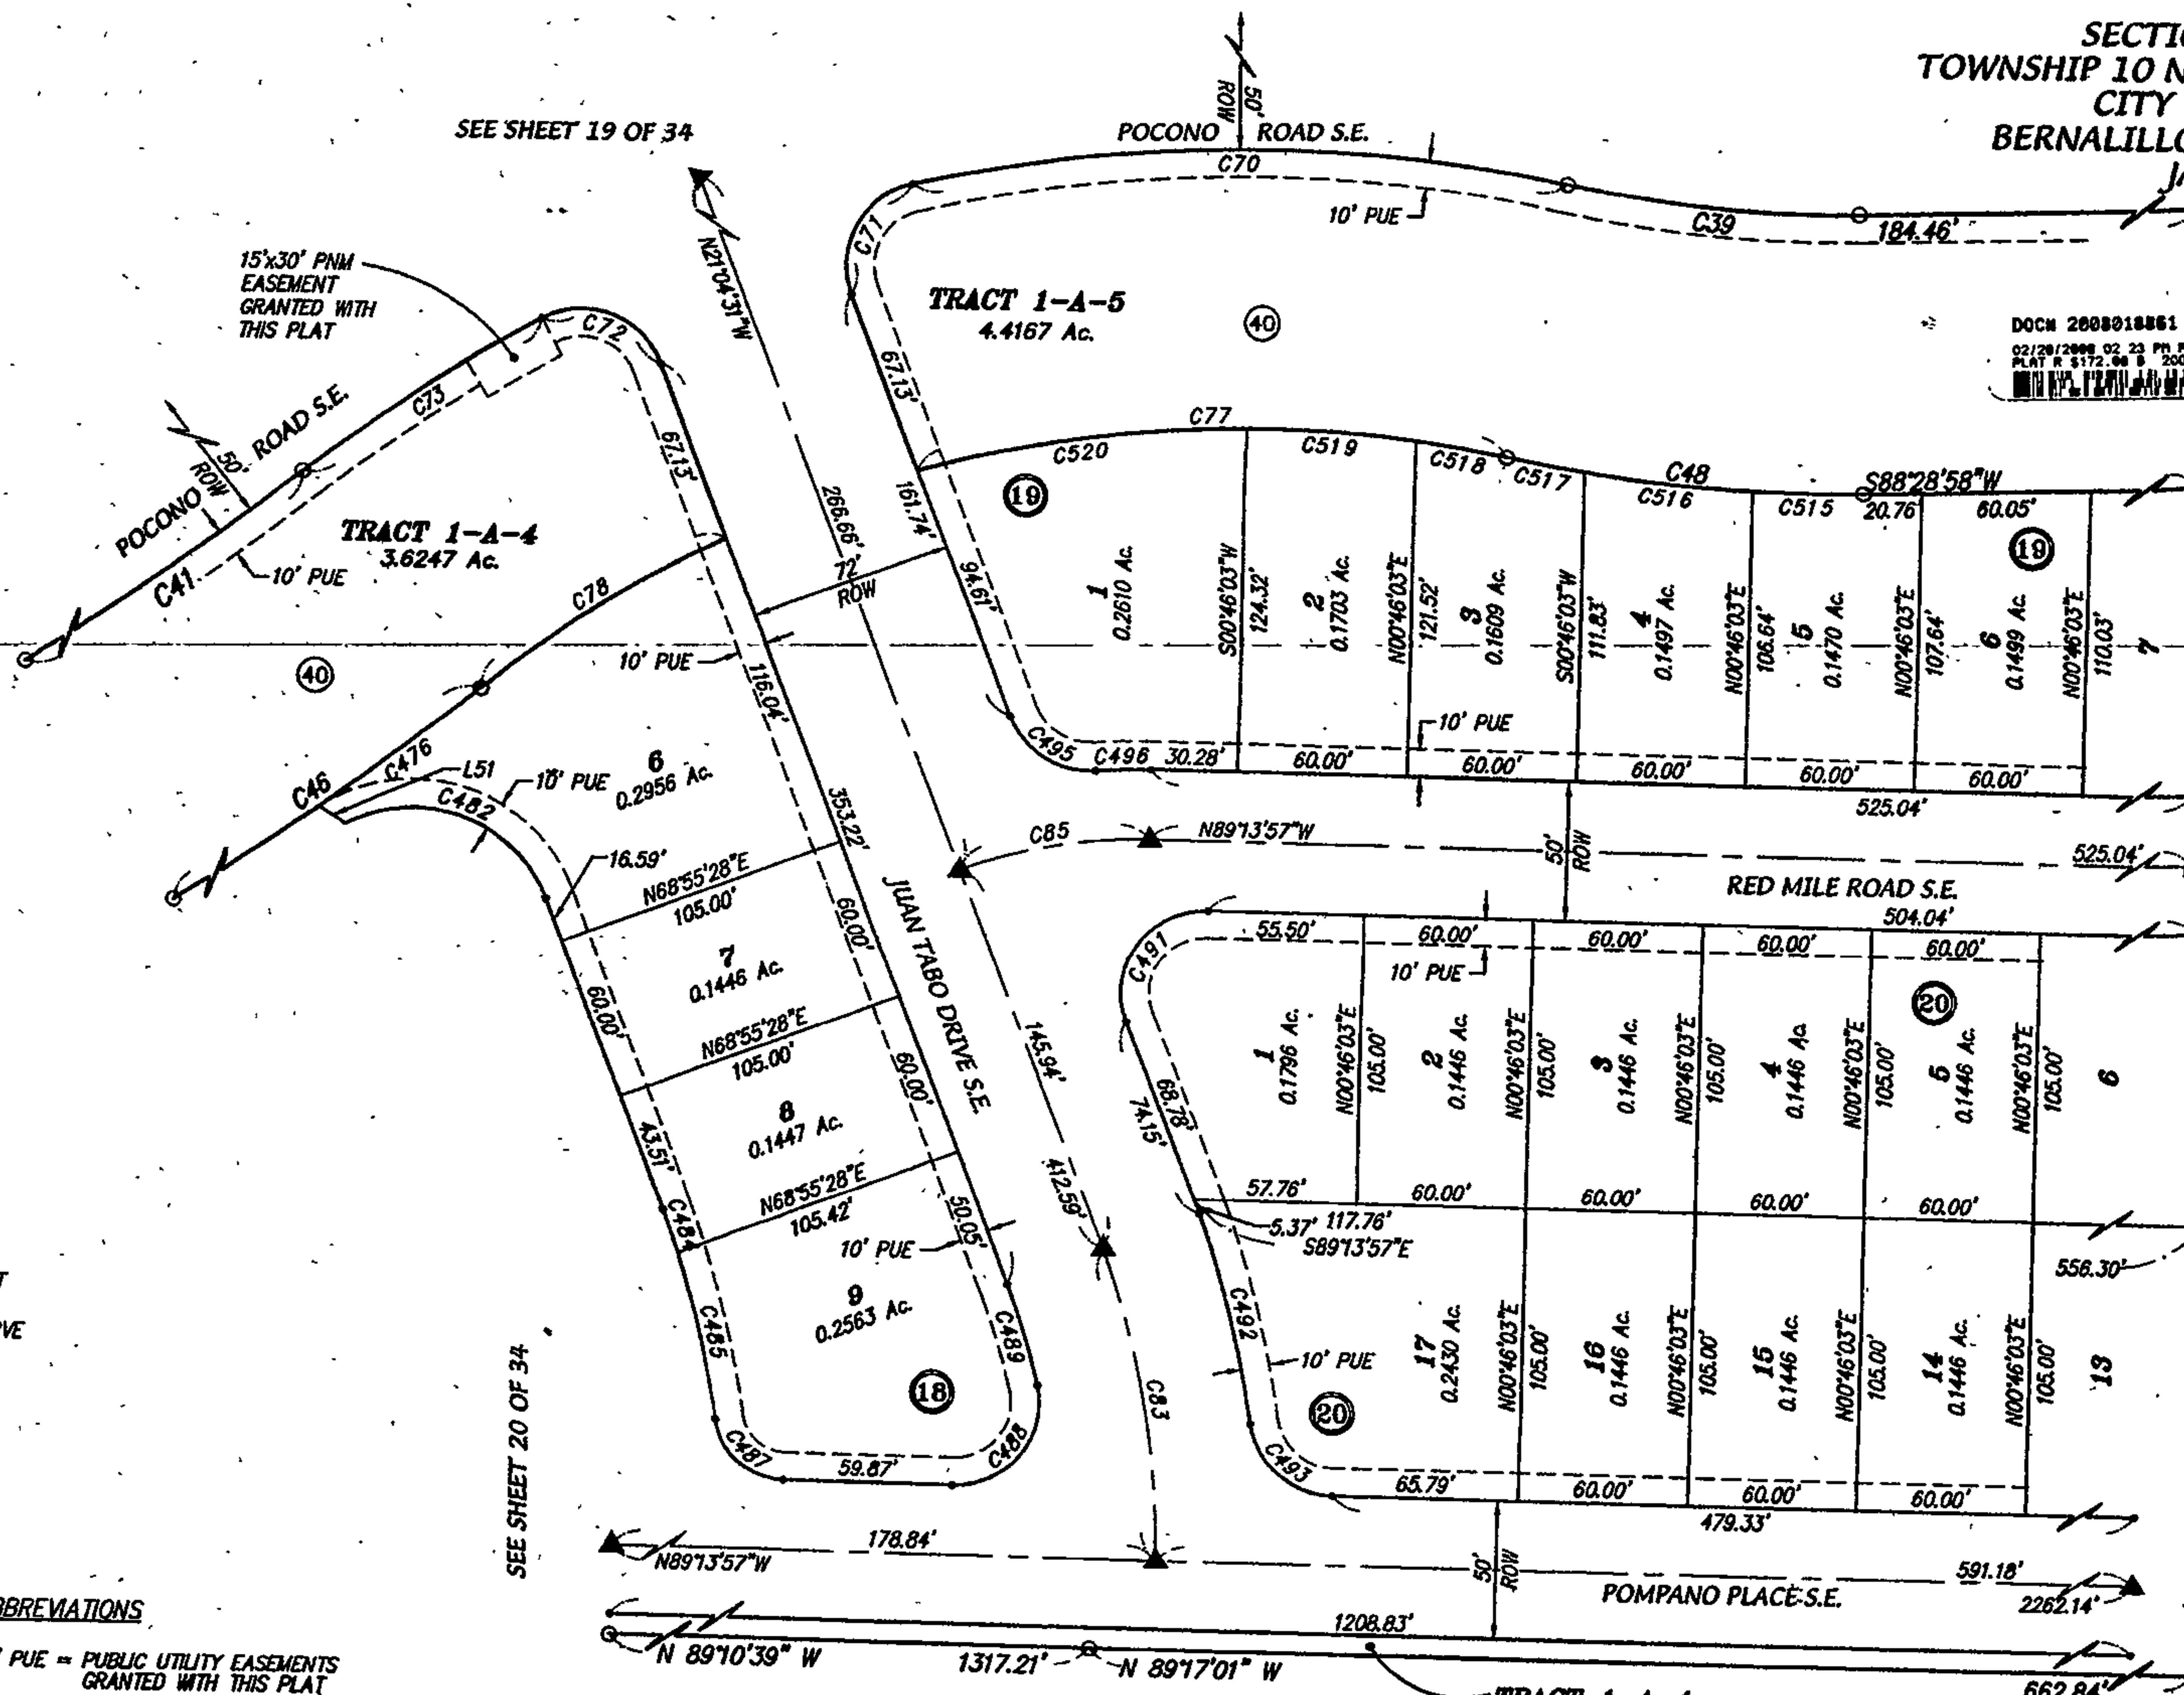 SECTI
TOWNSHIP 10 N
CITY
BERNALILL
SEE SHEET 19 OF 34
50'
ROW
POCONO ROAD S.E.
C70
10' PUE
C39
184.46'
C71
15'x30' PNM
EASEMENT
GRANTED WITH
THIS PLAT
C72
N21°04'31"W
TRACT 1-A-5
4.4167 Ac.
40
DOC# 2008018861
02/20/2008 02 23 PM
PLAT R $172.00 B 200
C73
67.13'
67.13'
50'
ROW
POCONO ROAD S.E.
TRACT 1-A-4
3.6247 Ac.
10' PUE
C41
C78
C77
C520
C519
C518
C517
C48
C516
C515
S88°28'58"W
20.76
60.05'
19
19
161.74'
94.61'
266.66'
72'
ROW
1
0.2610 Ac.
S00°46'03"W
124.32'
2
0.1703 Ac.
N00°46'03"E
121.52'
3
0.1609 Ac.
S00°46'03"W
111.83'
4
0.1497 Ac.
N00°46'03"E
106.64'
5
0.1470 Ac.
N00°46'03"E
107.64'
6
0.1499 Ac.
N00°46'03"E
110.03'
7
40
10' PUE
116.04'
10' PUE
C495
C496
30.28'
60.00'
60.00'
60.00'
60.00'
60.00'
525.04'
C476
L51
C46
10' PUE
C482
6
0.2956 Ac.
353.22'
16.59'
C85
N89°13'57"W
50'
ROW
525.04'
RED MILE ROAD S.E.
504.04'
N68°55'28"E
105.00'
60.00'
JUAN TABO DRIVE S.E.
7
0.1446 Ac.
60.00'
N68°55'28"E
105.00'
60.00'
8
0.1447 Ac.
43.51'
N68°55'28"E
105.42'
C484
50.05'
10' PUE
9
0.2563 Ac.
C485
C489
18
C487
59.87'
C488
145.94'
412.59'
C83
C491
55.50'
60.00'
60.00'
60.00'
60.00'
10' PUE
20
68.78'
74.15'
1
0.1796 Ac.
N00°46'03"E
105.00'
2
0.1446 Ac.
N00°46'03"E
105.00'
3
0.1446 Ac.
N00°46'03"E
105.00'
4
0.1446 Ac.
N00°46'03"E
105.00'
5
0.1446 Ac.
N00°46'03"E
105.00'
6
57.76'
60.00'
60.00'
60.00'
60.00'
5.37'
117.76'
S89°13'57"E
556.30'
C492
10' PUE
17
0.2430 Ac.
N00°46'03"E
105.00'
16
0.1446 Ac.
N00°46'03"E
105.00'
15
0.1446 Ac.
N00°46'03"E
105.00'
14
0.1446 Ac.
N00°46'03"E
105.00'
13
20
C493
65.79'
60.00'
60.00'
60.00'
60.00'
479.33'
SEE SHEET 20 OF 34
178.84'
N89°13'57"W
50'
ROW
591.18'
POMPANO PLACE S.E.
2262.14'
1208.83'
N 89°10'39" W
1317.21'
N 89°17'01" W
662.84'
VE
BBREVIATIONS
PUE = PUBLIC UTILITY EASEMENTS
GRANTED WITH THIS PLAT